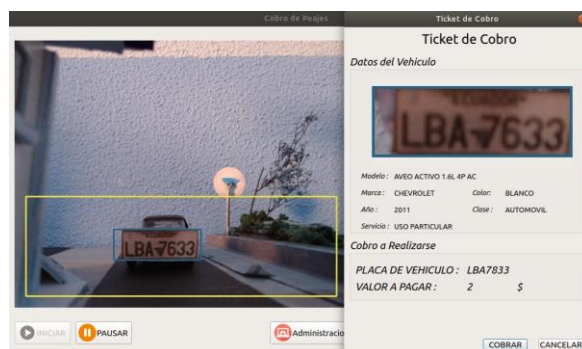 Cobro de Peajes
Ticket de Cobro
Ticket de Cobro
Datos del Vehiculo
ECUADOR
LBA-7633
Modelo : AVEO ACTIVO 1.6L 4P AC
Marca : CHEVROLET Color: BLANCO
Año : 2011 Clase : AUTOMOVIL
Servicio : USO PARTICULAR
Cobro a Realizarse
PLACA DE VEHICULO : LBA7833
VALOR A PAGAR : 2 $
LBA-7633
INICIAR
PAUSAR
Administracio
COBRAR CANCELAR